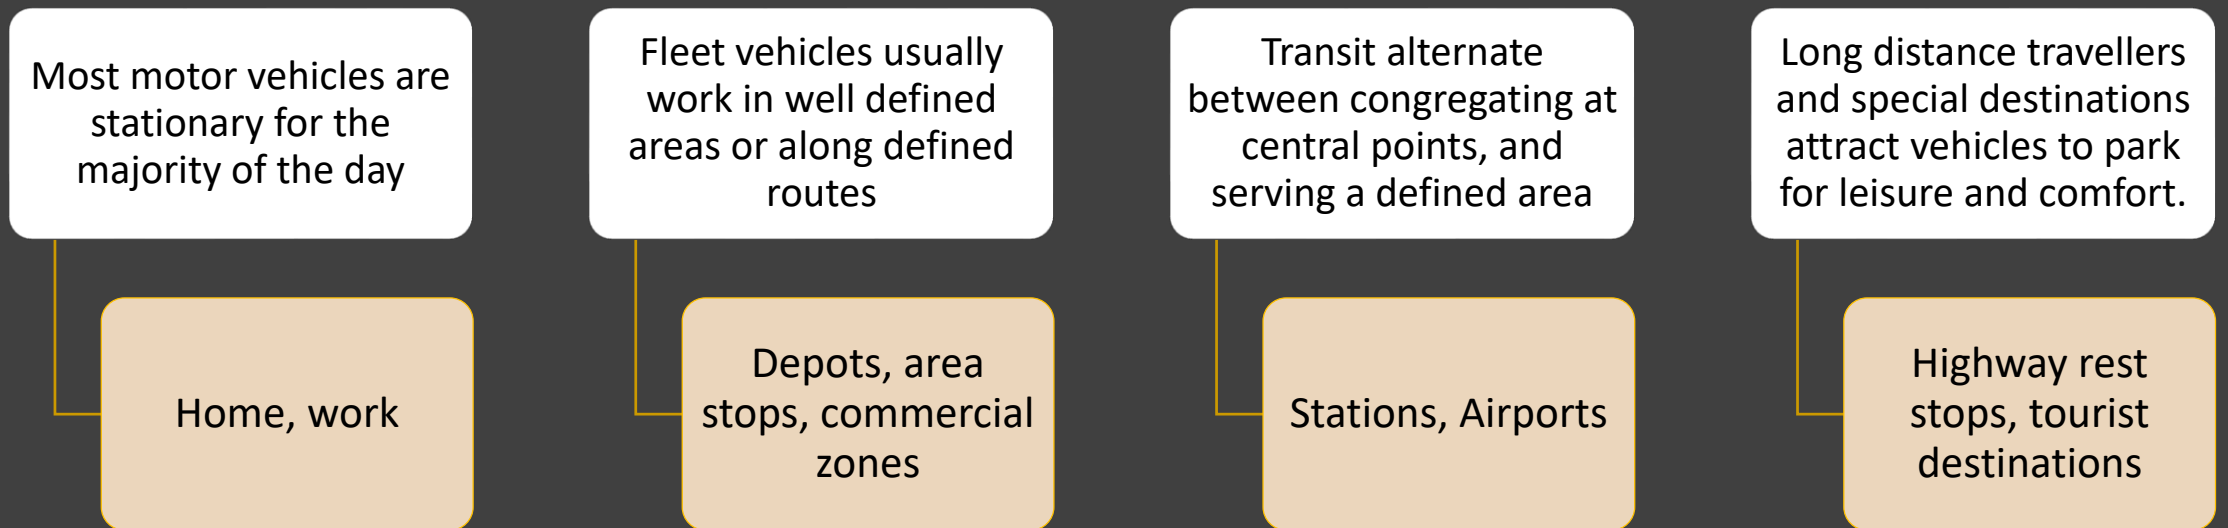 Most motor vehicles are
stationary for the
majority of the day
Home, work
Fleet vehicles usually
work in well defined
areas or along defined
routes
Depots, area
stops, commercial
zones
Transit alternate
between congregating at
central points, and
serving a defined area
Stations, Airports
Long distance travellers
and special destinations
attract vehicles to park
for leisure and comfort.
Highway rest
stops, tourist
destinations